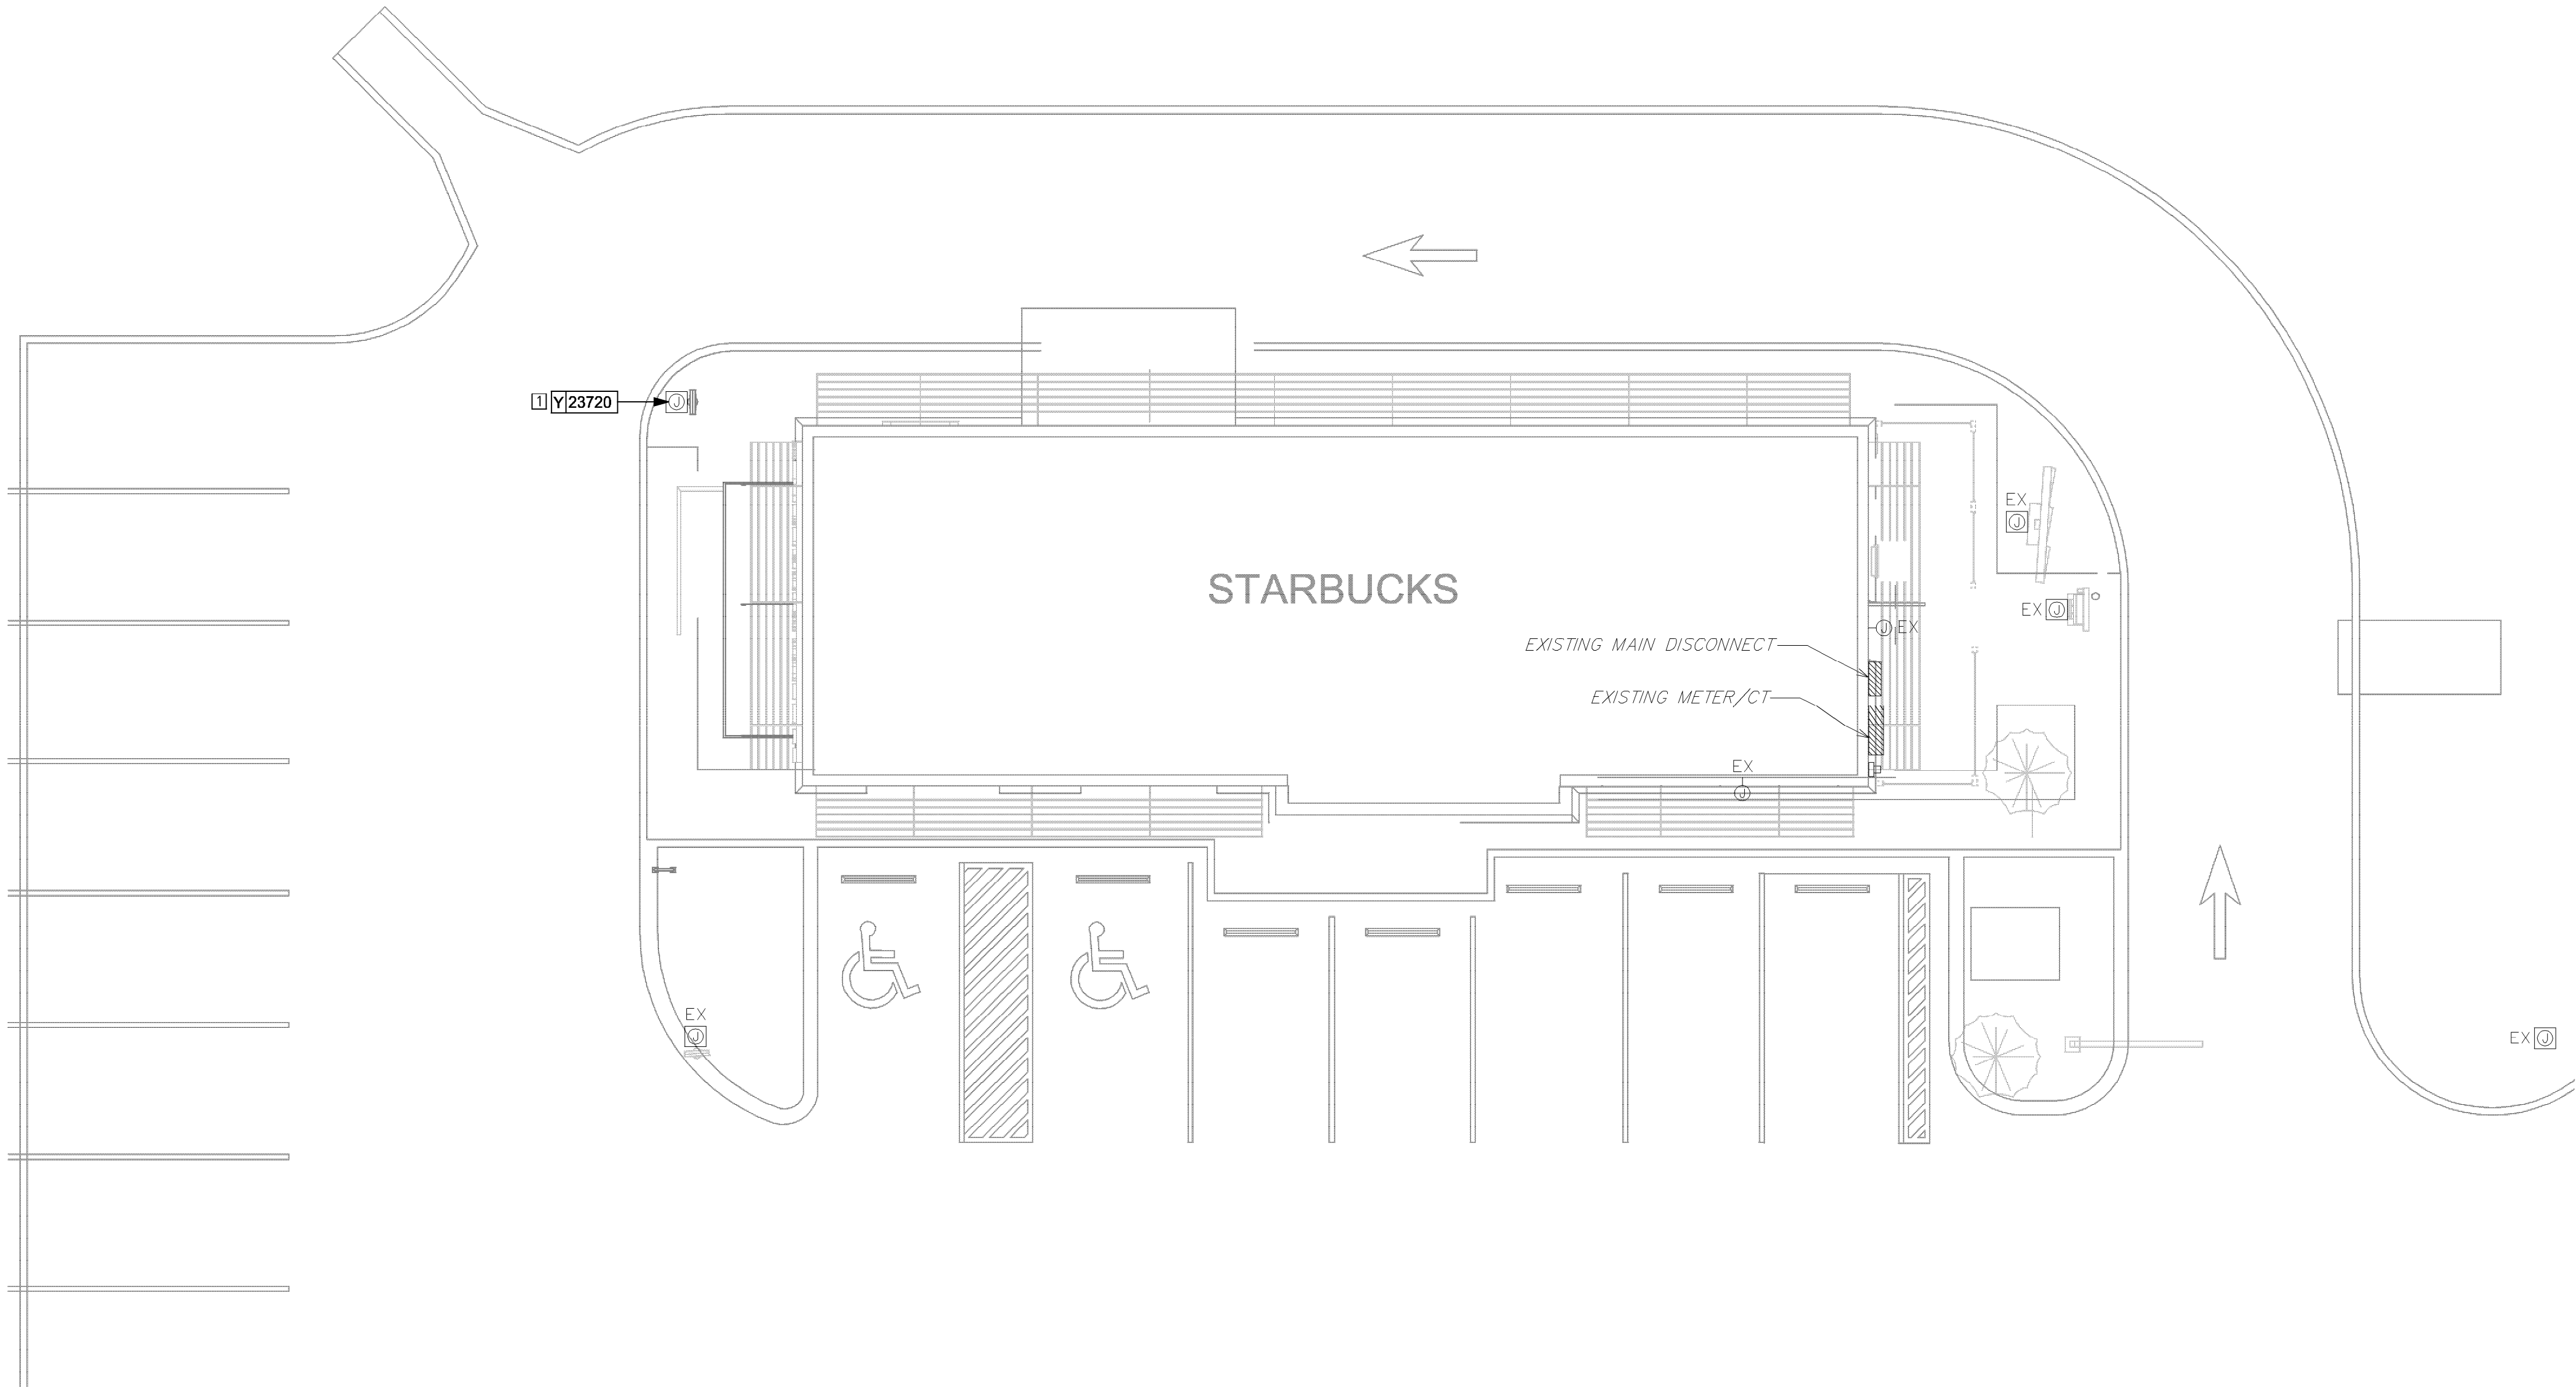 1 Y 23720 J
EX
J
STARBUCKS
EX J
J EX
EXISTING MAIN DISCONNECT
EXISTING METER/CT
EX
J
EX
J
EX J